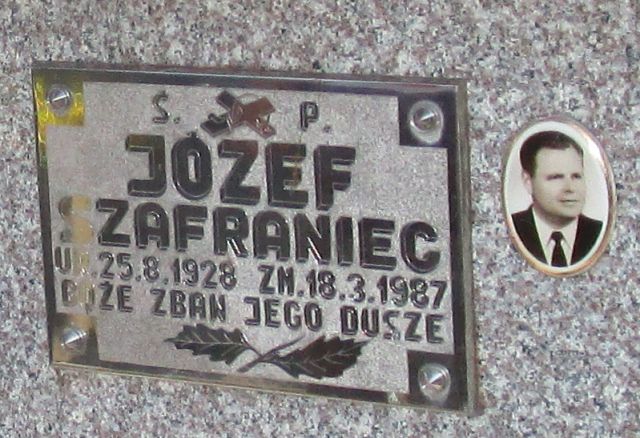 Ś. P.
JÓZEF
SZAFRANIEC
UR.25.8.1928 ZM.18.3.1987
BOŻE ZBAW JEGO DUSZE